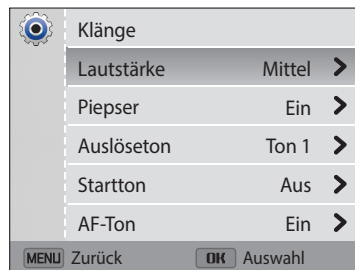 Klänge
Lautstärke Mittel
Piepser Ein
Auslöseton Ton 1
Startton Aus
AF-Ton Ein
MENU Zurück OK Auswahl